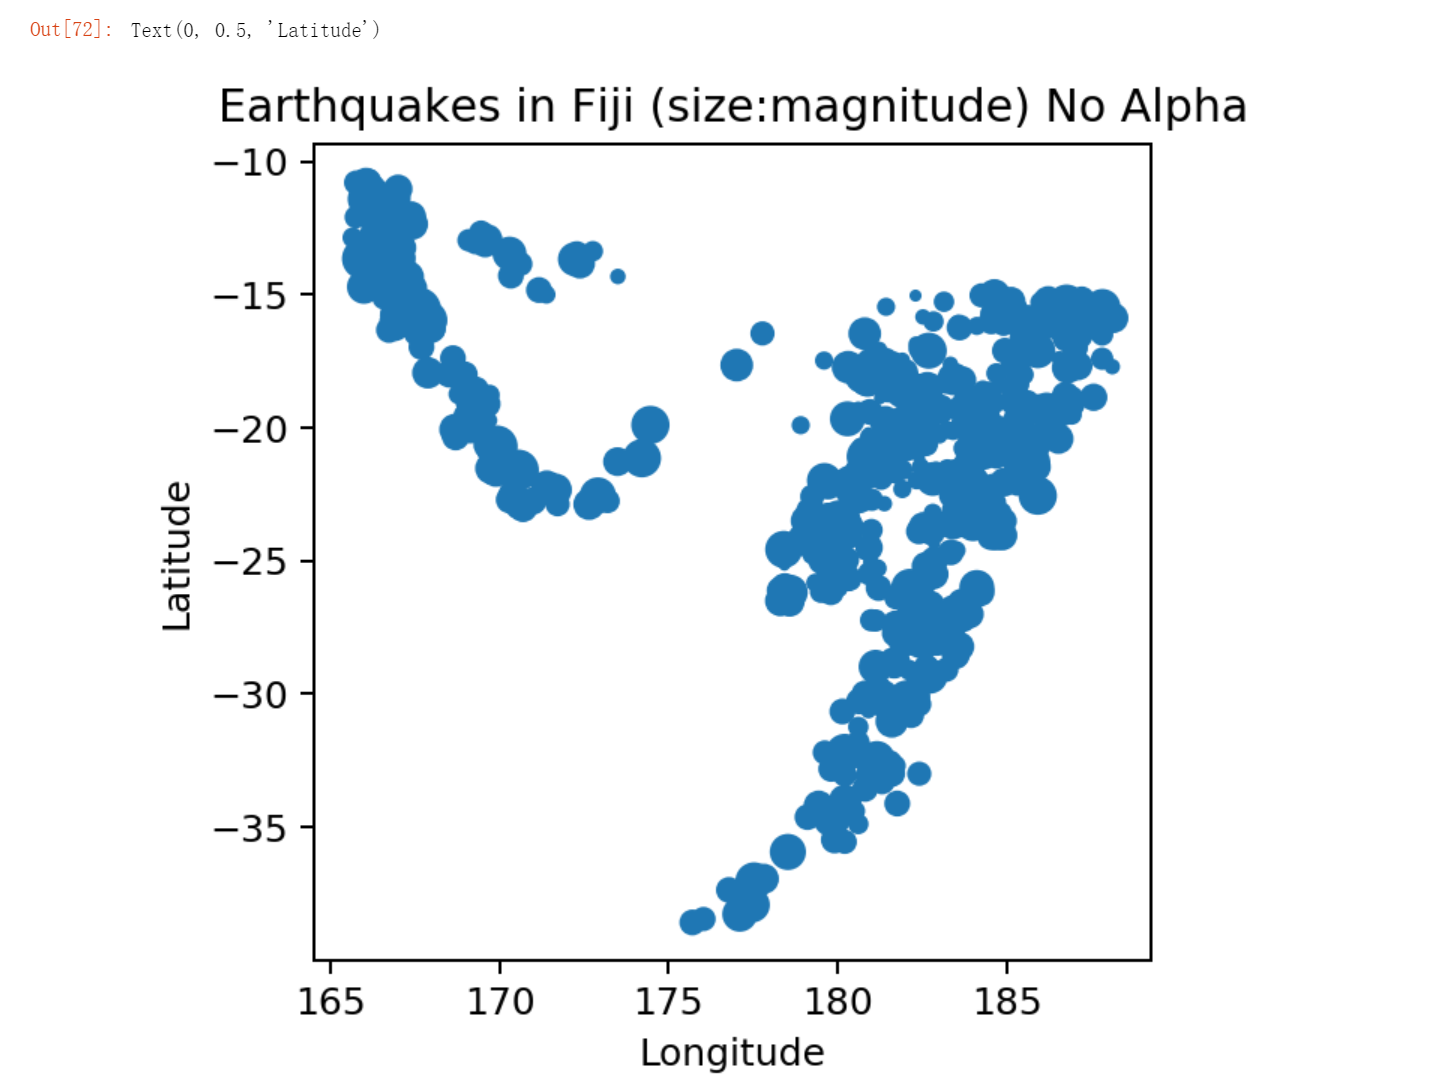 Out[72]: Text(0, 0.5, 'Latitude')
Earthquakes in Fiji (size:magnitude) No Alpha
−10
−15
−20
−25
−30
−35
Latitude
165 170 175 180 185
Longitude